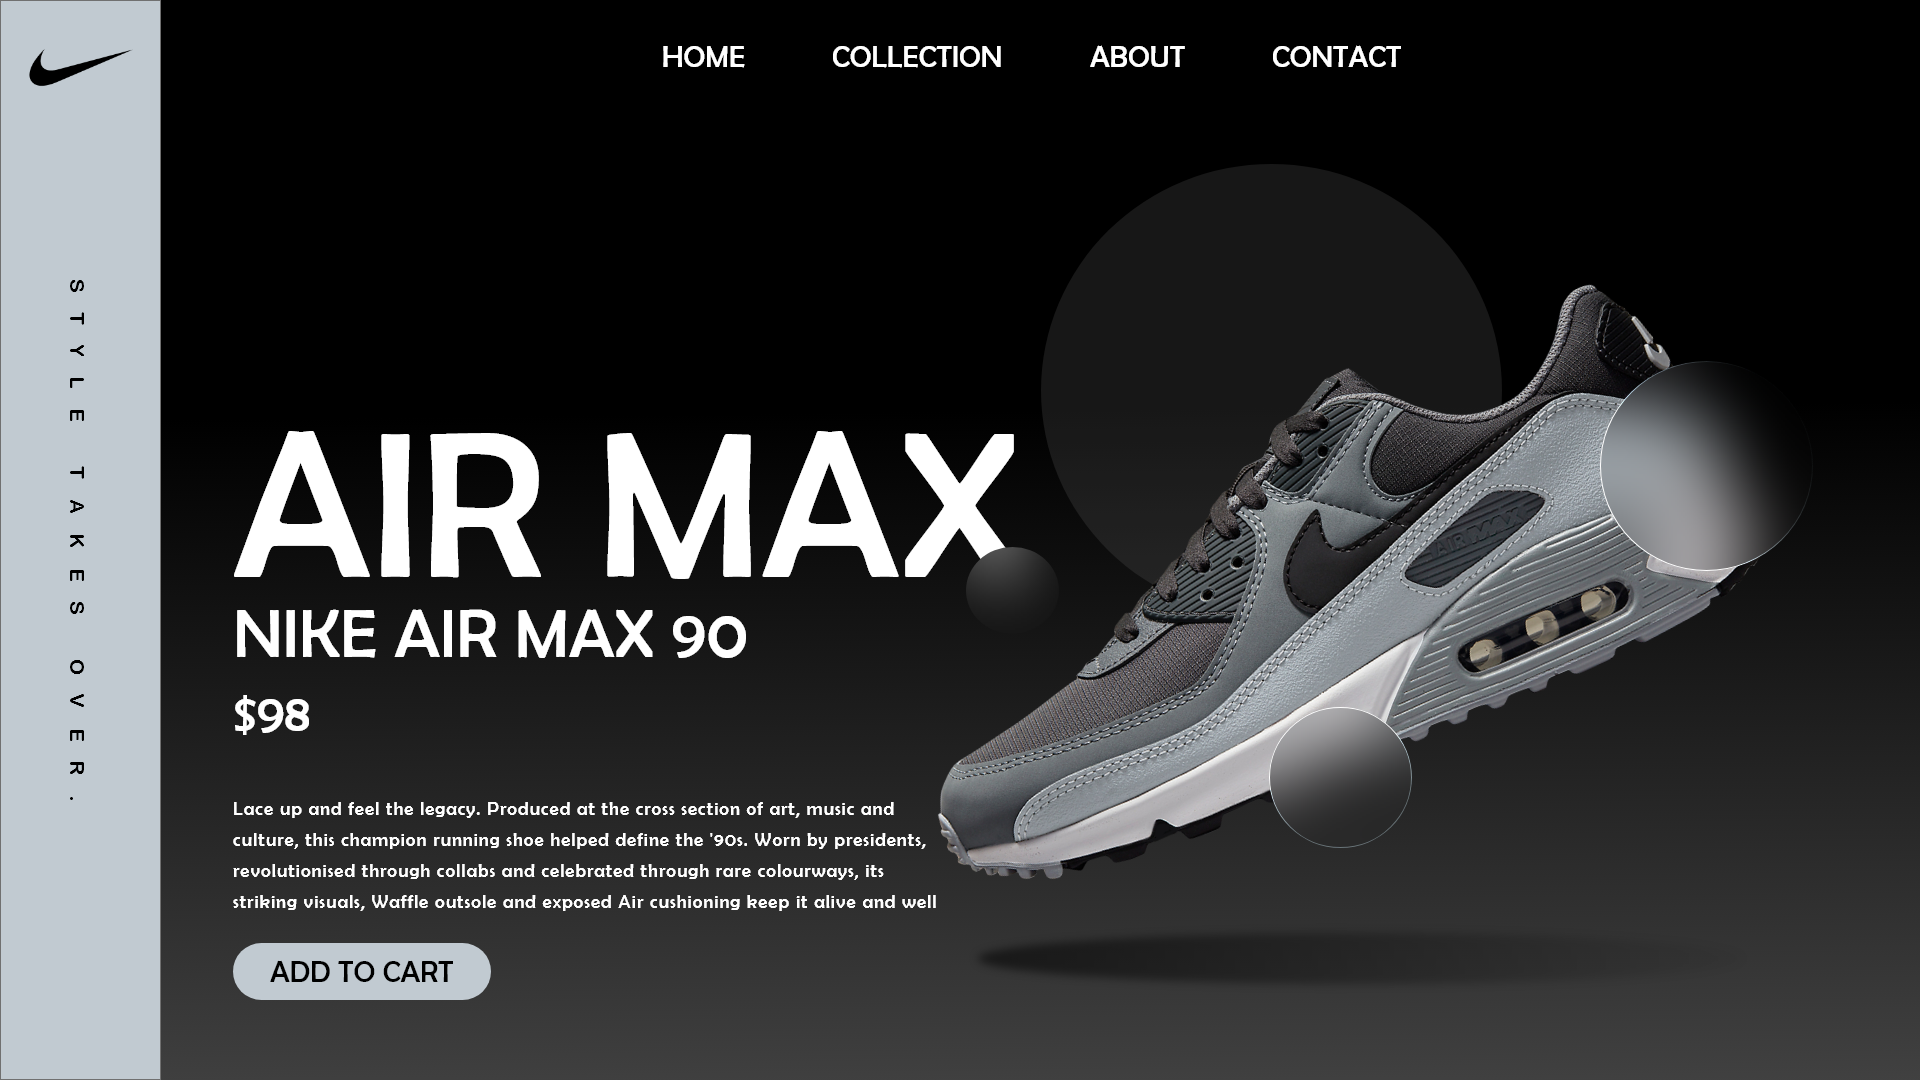 HOME COLLECTION ABOUT CONTACT
STYLE TAKES OVER.
AIR MAX
NIKE AIR MAX 90
$98
Lace up and feel the legacy. Produced at the cross section of art, music and
culture, this champion running shoe helped define the '90s. Worn by presidents,
revolutionised through collabs and celebrated through rare colourways, its
striking visuals, Waffle outsole and exposed Air cushioning keep it alive and well
ADD TO CART
AIR MAX